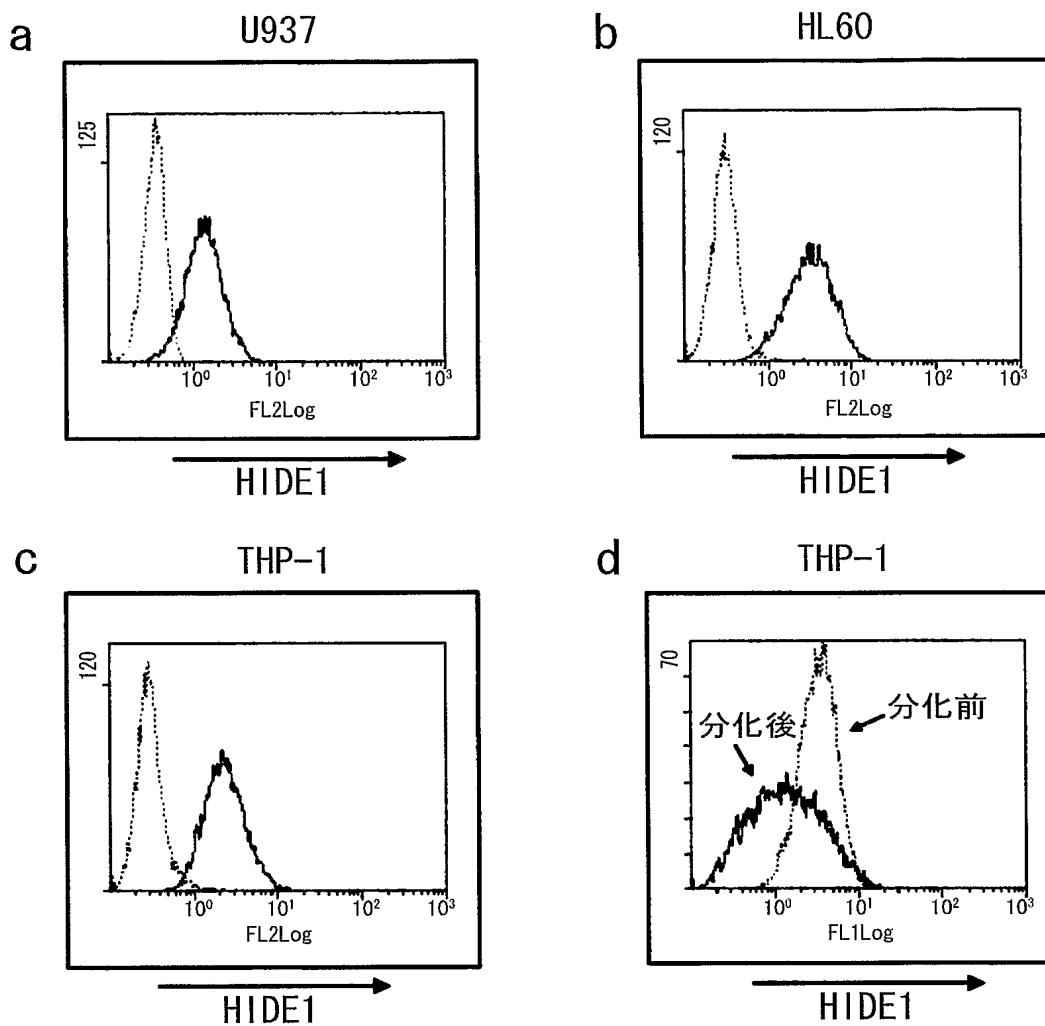 a
U937
125
10⁰ 10¹ 10² 10³
FL2Log
HIDE1
b
HL60
120
10⁰ 10¹ 10² 10³
FL2Log
HIDE1
c
THP-1
120
10⁰ 10¹ 10² 10³
FL2Log
HIDE1
d
THP-1
70
分化後
分化前
10⁰ 10¹ 10² 10³
FL1Log
HIDE1